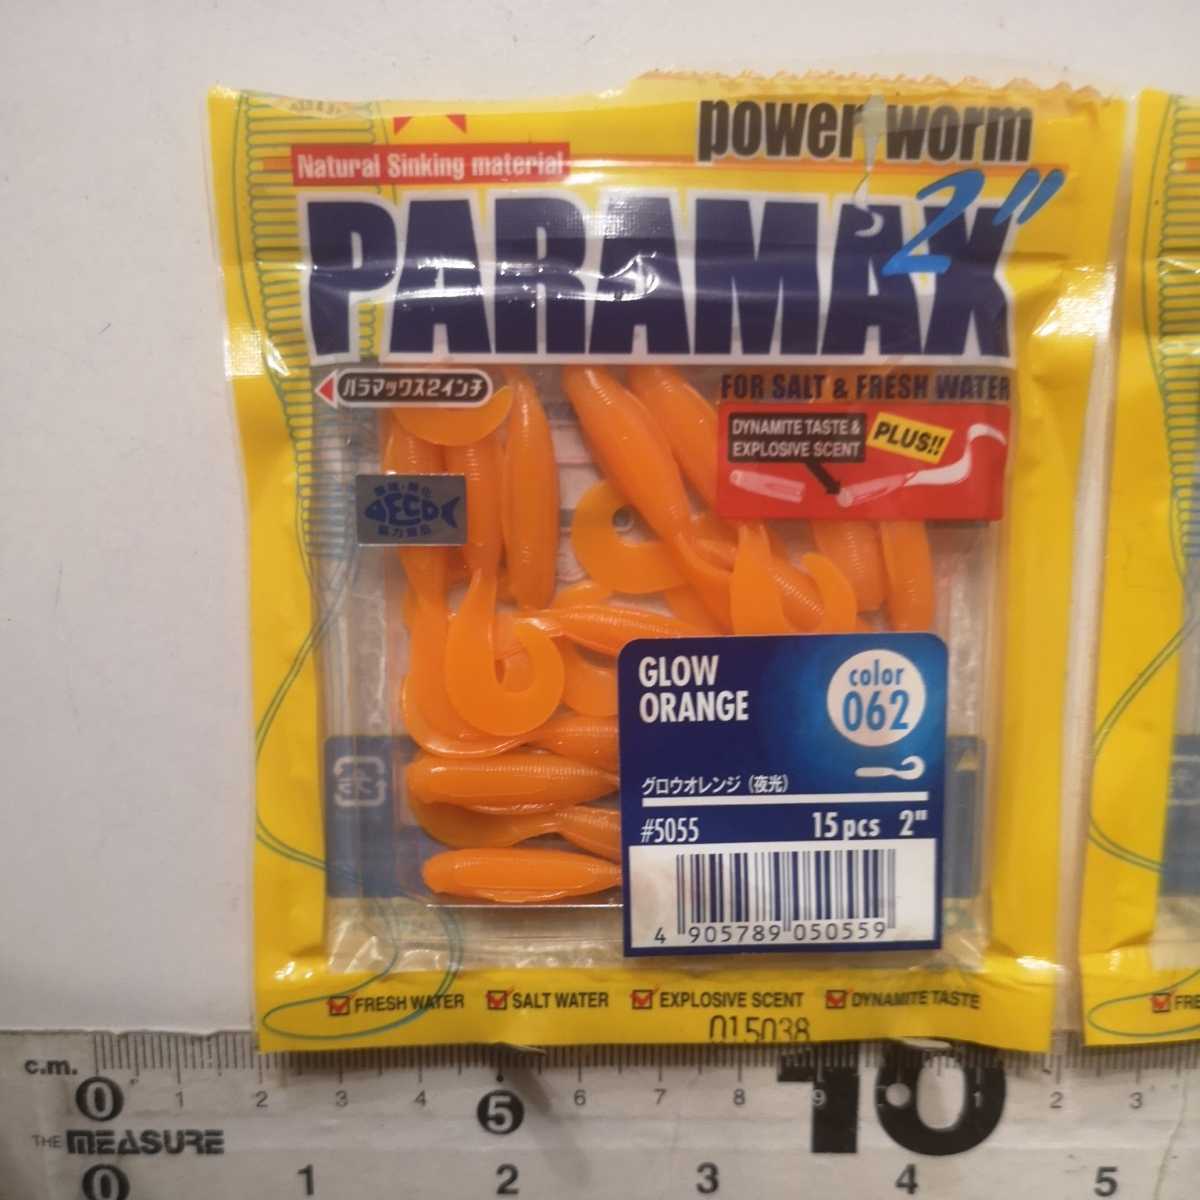 power worm
Natural Sinking material
PARAMAX 2"
パラマックス2インチ
FOR SALT & FRESH WATER
DYNAMITE TASTE &
EXPLOSIVE SCENT
PLUS!!
ECO
GLOW
ORANGE
color
062
グロウオレンジ (夜光)
#5055 15pcs 2"
4 905789 050559
FRESH WATER SALT WATER EXPLOSIVE SCENT DYNAMITE TASTE
015038
FRE
c.m.
0 1 2 3 4 5 6 7 8 9 10 1 2 3
THE MEASURE
0 1 2 3 4 5